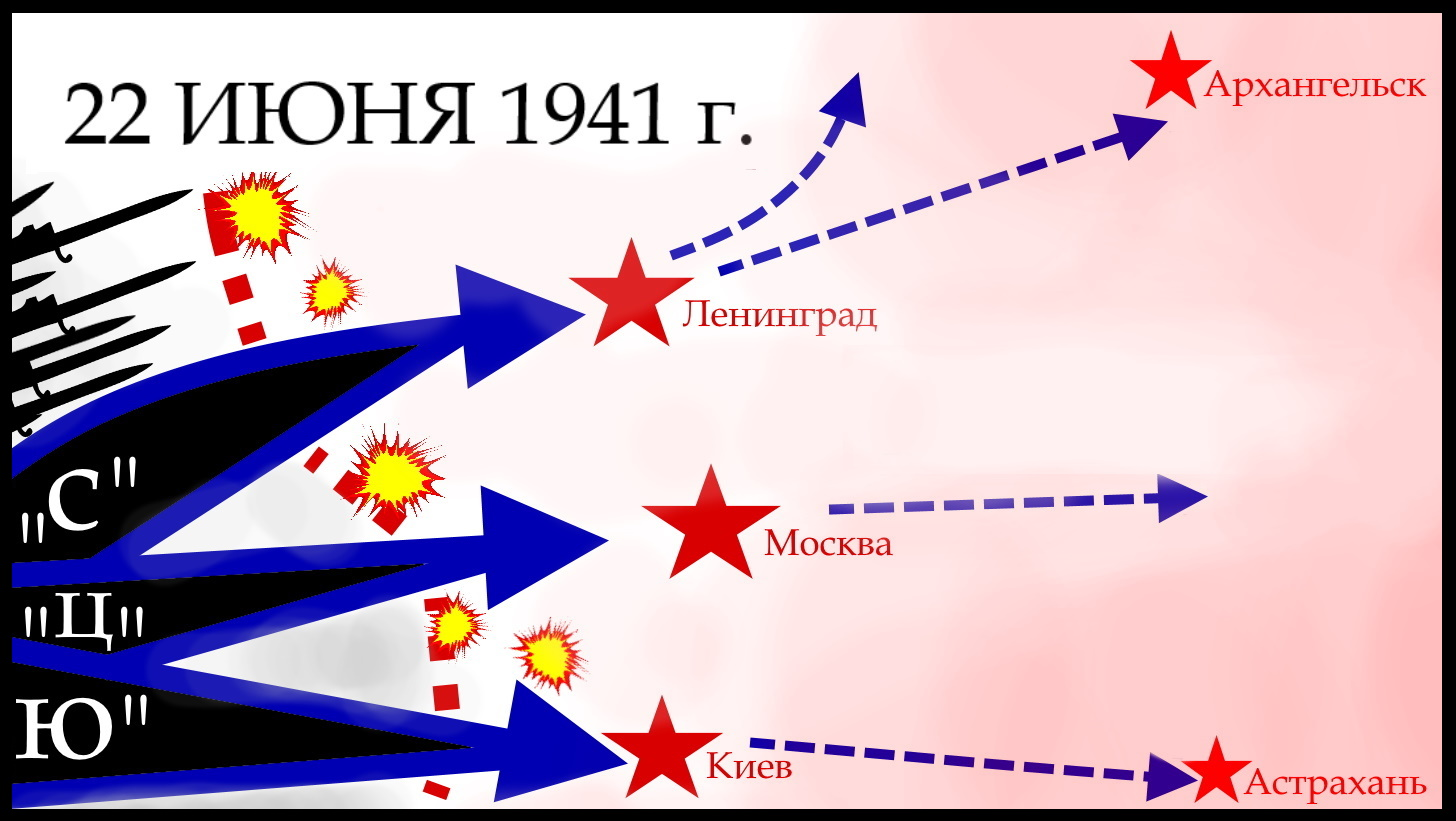 22 ИЮНЯ 1941 г.
Архангельск
Ленинград
„С"
Москва
"Ц"
Ю"
Киев
Астрахань